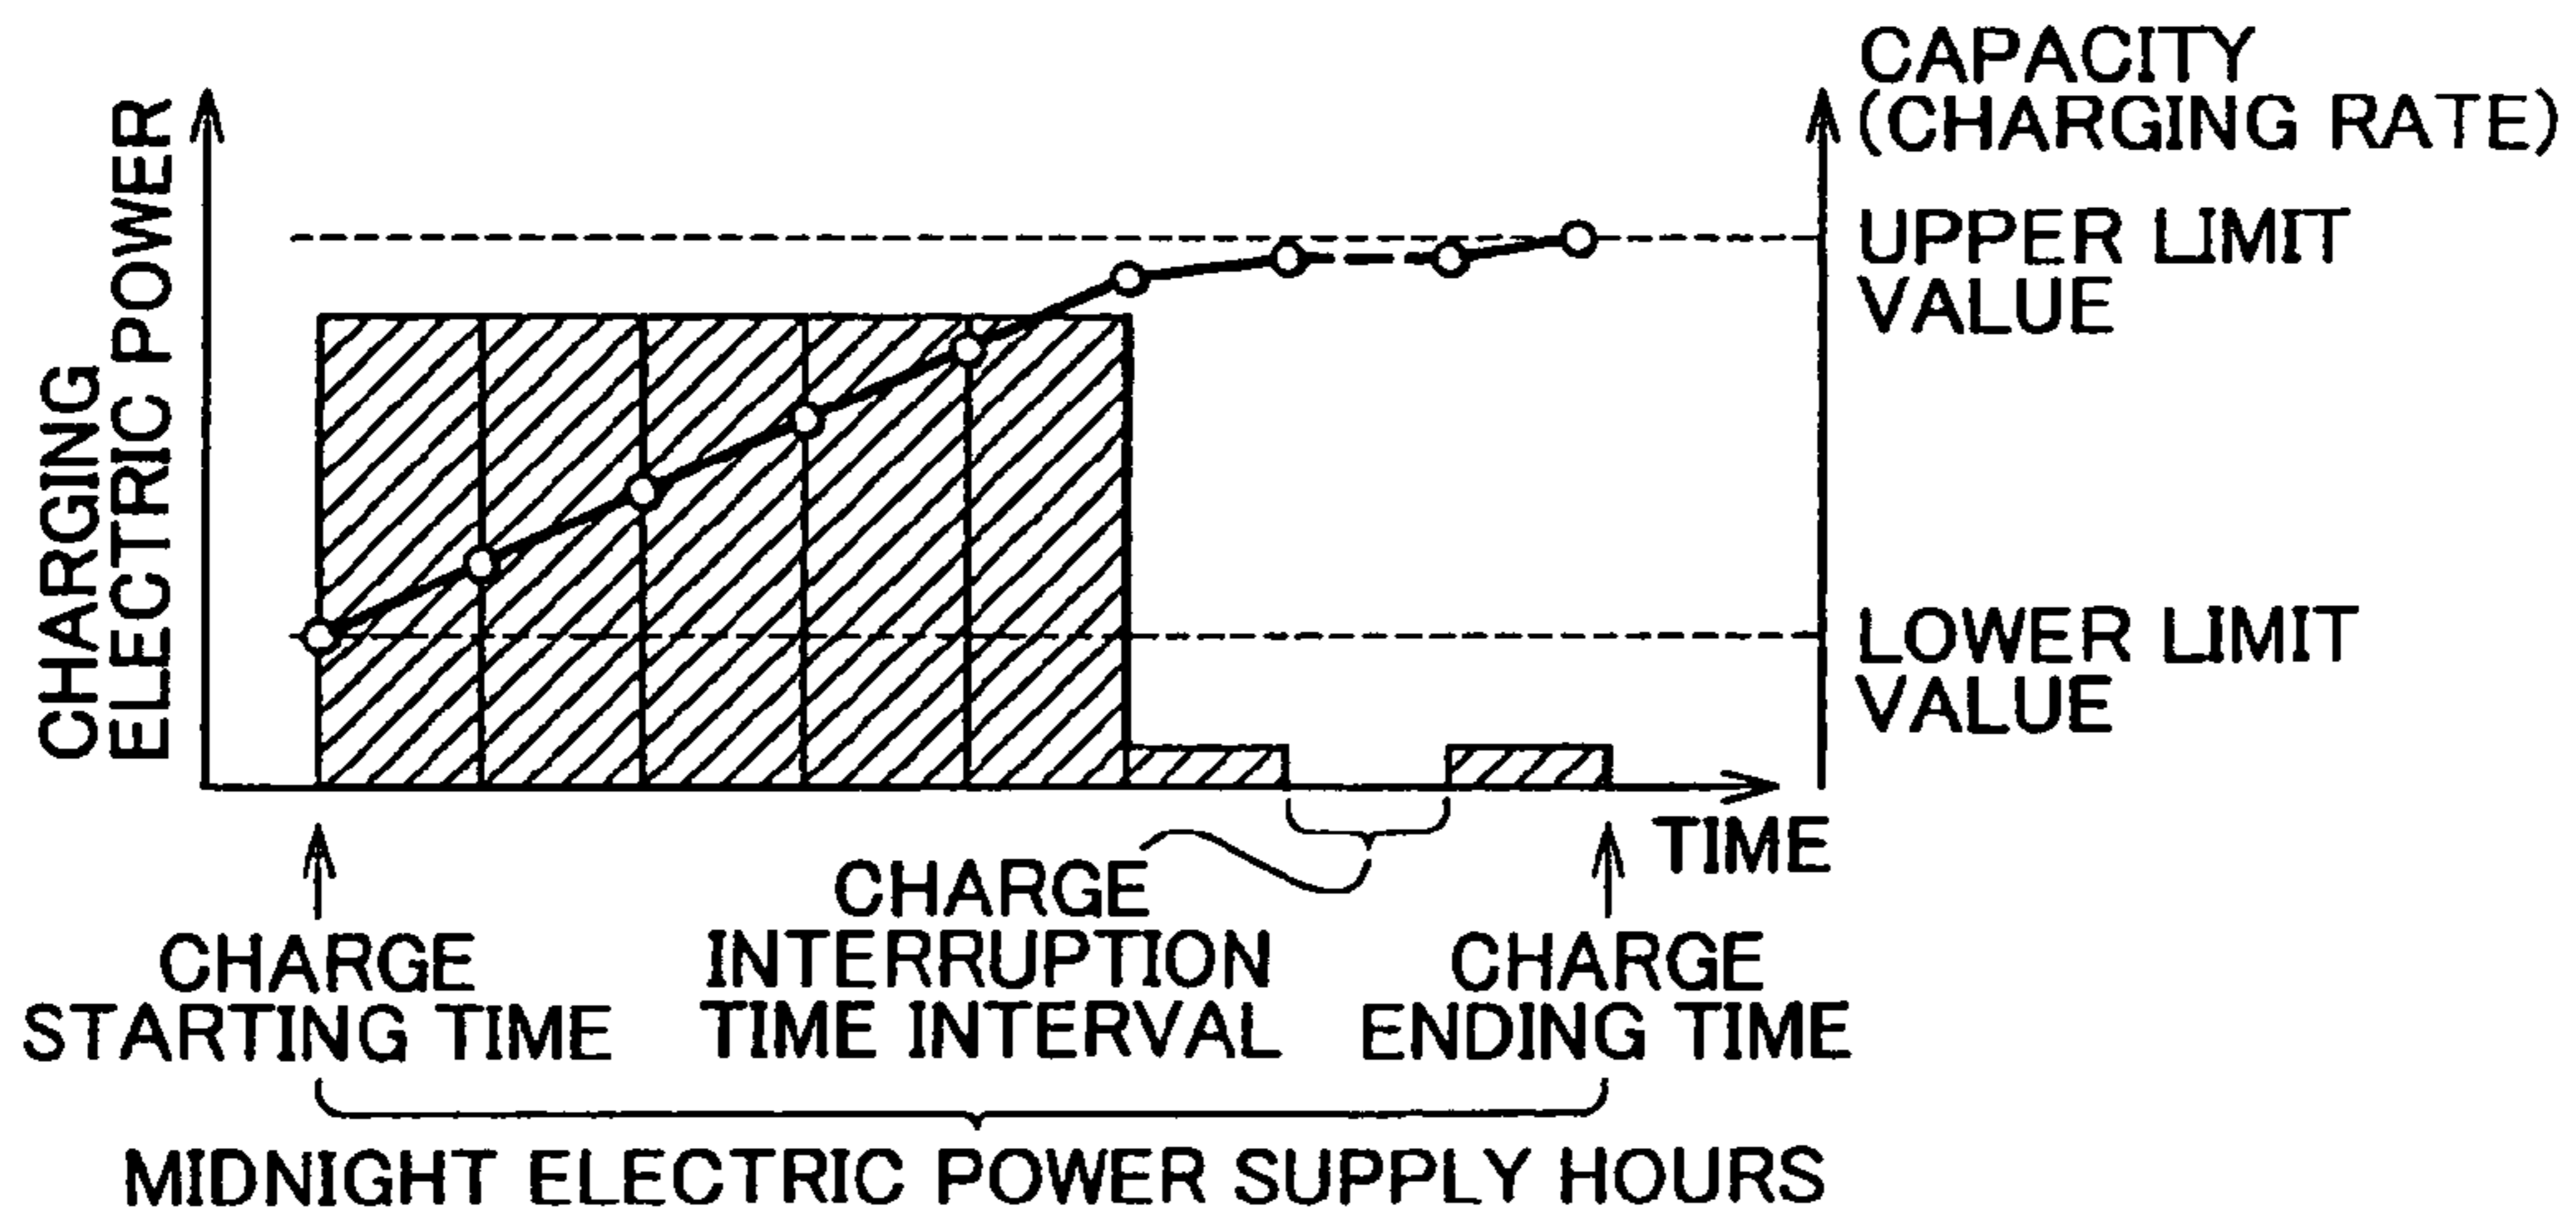 CHARGING
ELECTRIC POWER
CAPACITY
(CHARGING RATE)
UPPER LIMIT
VALUE
LOWER LIMIT
VALUE
TIME
CHARGE
STARTING TIME
CHARGE
INTERRUPTION
TIME INTERVAL
CHARGE
ENDING TIME
MIDNIGHT ELECTRIC POWER SUPPLY HOURS